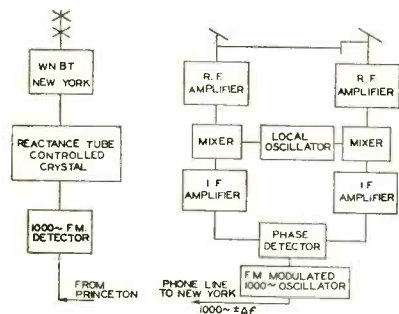 WNBT
NEW YORK
REACTANCE TUBE
CONTROLLED
CRYSTAL
1000~ F.M.
DETECTOR
FROM
PRINCETON
R.F.
AMPLIFIER
R.F.
AMPLIFIER
MIXER
LOCAL
OSCILLATOR
MIXER
I.F.
AMPLIFIER
I.F.
AMPLIFIER
PHASE
DETECTOR
F.M. MODULATED
1000~ OSCILLATOR
PHONE LINE
TO NEW YORK
1000~ ±Δf